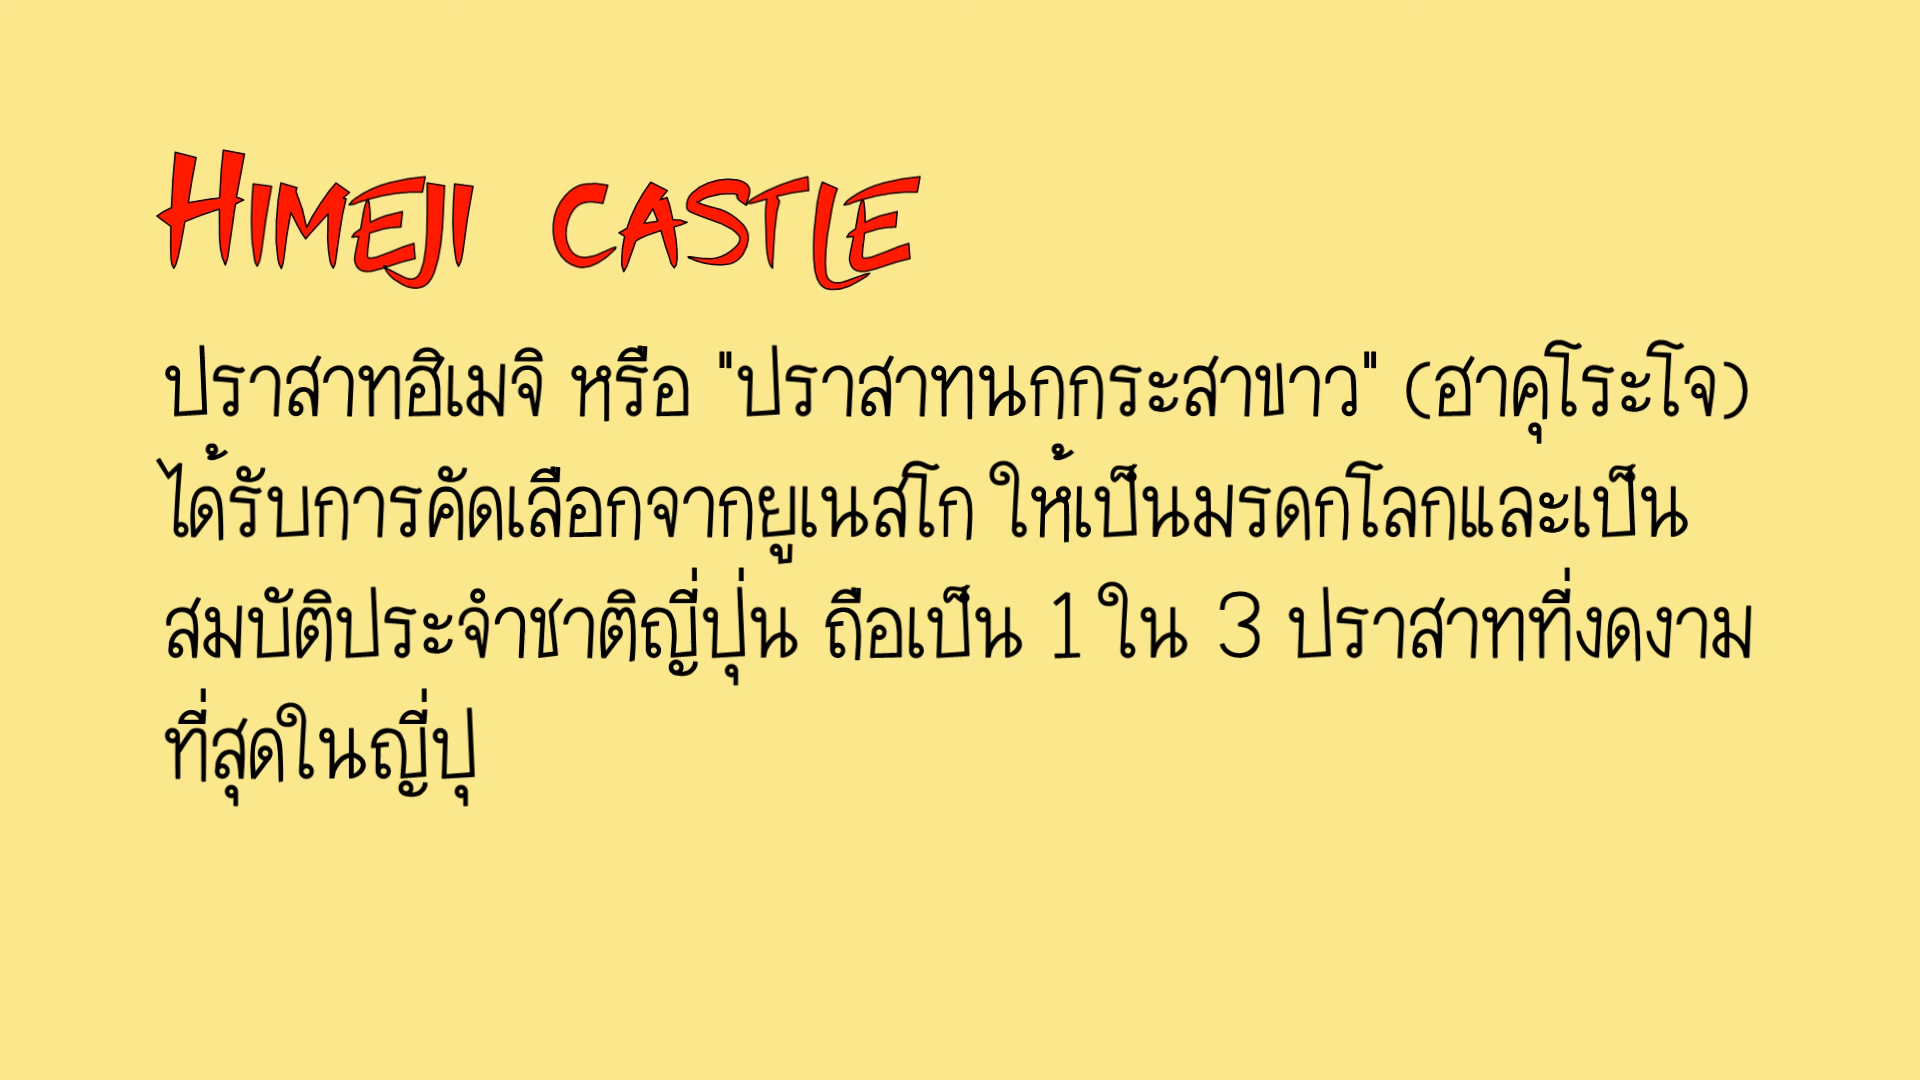 Himeji castle
ปราสาทฮิเมจิ หรือ "ปราสาทนกกระสาขาว" (ฮาคุโระโจ)
ได้รับการคัดเลือกจากยูเนสโก ให้เป็นมรดกโลกและเป็น
สมบัติประจำชาติญี่ปุ่น ถือเป็น 1 ใน 3 ปราสาทที่งดงาม
ที่สุดในญี่ปุ